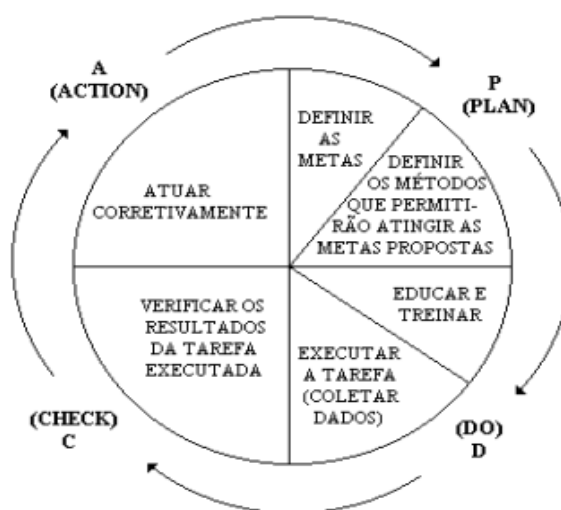 A
(ACTION)
P
(PLAN)
DEFINIR
AS
METAS
DEFINIR
OS MÉTODOS
QUE PERMITI-
RÃO ATINGIR AS
METAS PROPOSTAS
ATUAR
CORRETIVAMENTE
EDUCAR E
TREINAR
VERIFICAR OS
RESULTADOS
DA TAREFA
EXECUTADA
EXECUTAR
A TAREFA
(COLETAR
DADOS)
(CHECK)
C
(DO)
D